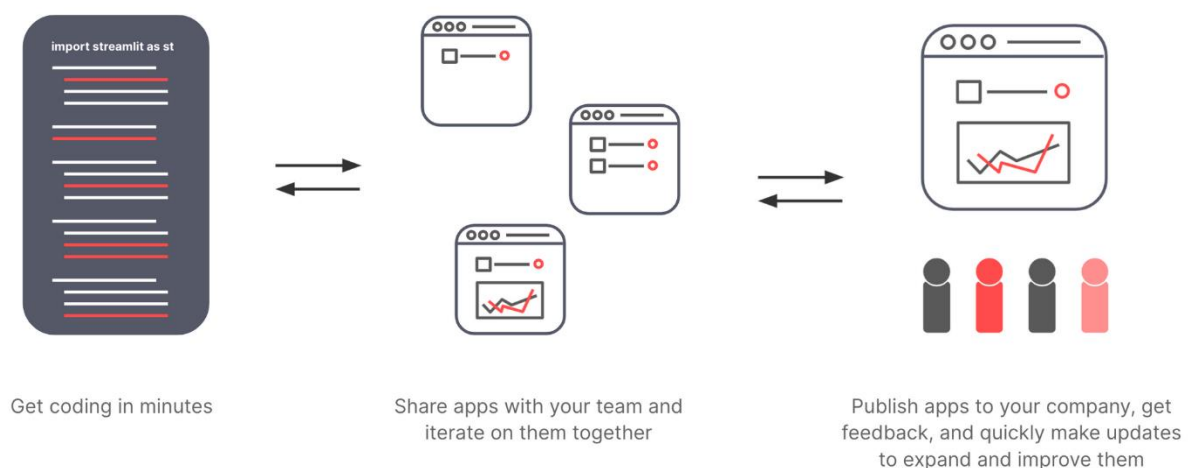 import streamlit as st
Get coding in minutes
Share apps with your team and
iterate on them together
Publish apps to your company, get
feedback, and quickly make updates
to expand and improve them